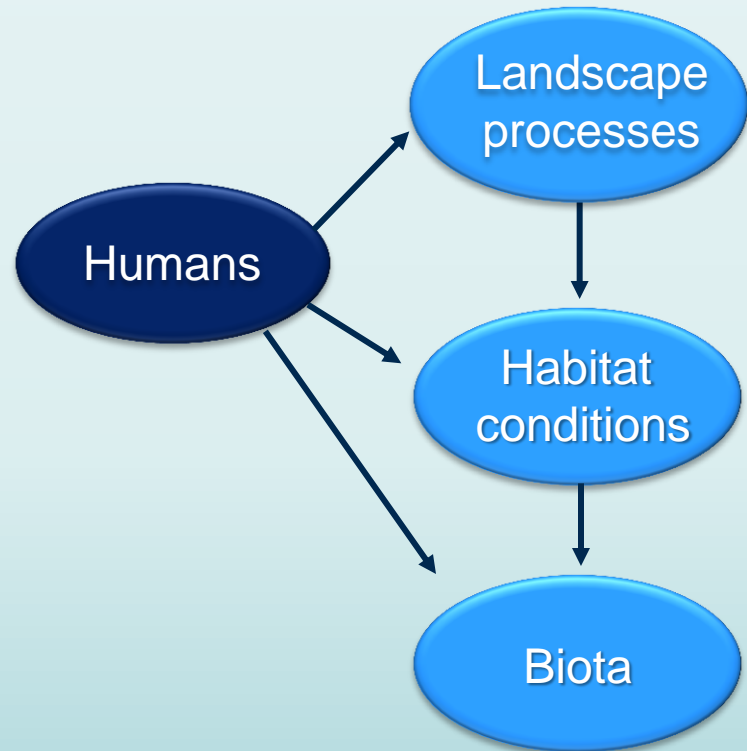 Landscape
processes
Humans
Habitat
conditions
Biota